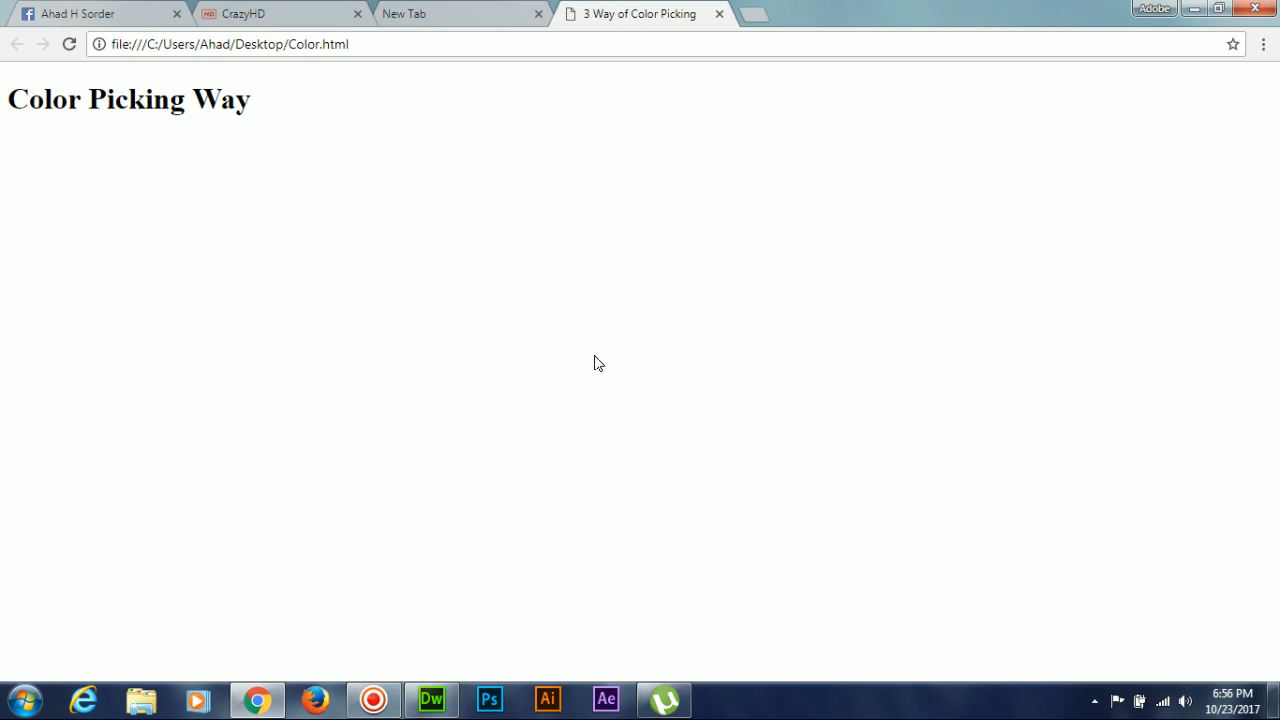 Ahad H Sorder
HD CrazyHD
New Tab
3 Way of Color Picking
Adobe
file:///C:/Users/Ahad/Desktop/Color.html
Color Picking Way
Dw
Ps
Ai
Ae
6:56 PM
10/23/2017